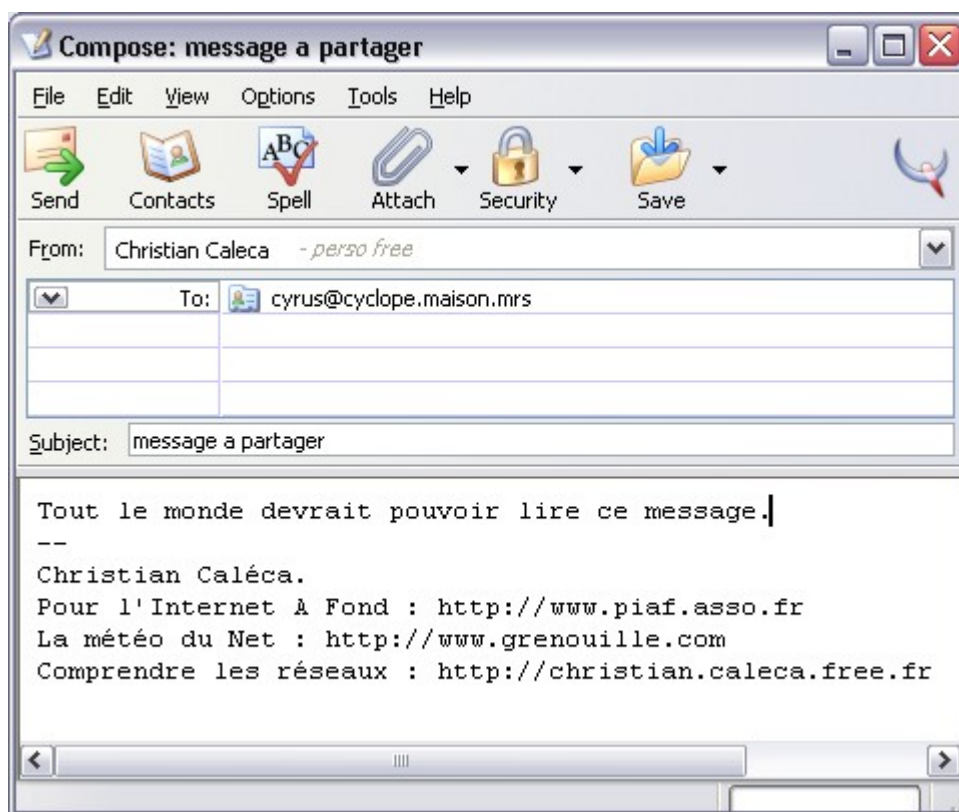 Compose: message a partager
File Edit View Options Tools Help
ABC
Send Contacts Spell Attach Security Save
From: Christian Caleca - perso free
To: cyrus@cyclope.maison.mrs
Subject: message a partager
Tout le monde devrait pouvoir lire ce message.
--
Christian Caléca.
Pour l'Internet A Fond : http://www.piaf.asso.fr
La météo du Net : http://www.grenouille.com
Comprendre les réseaux : http://christian.caleca.free.fr